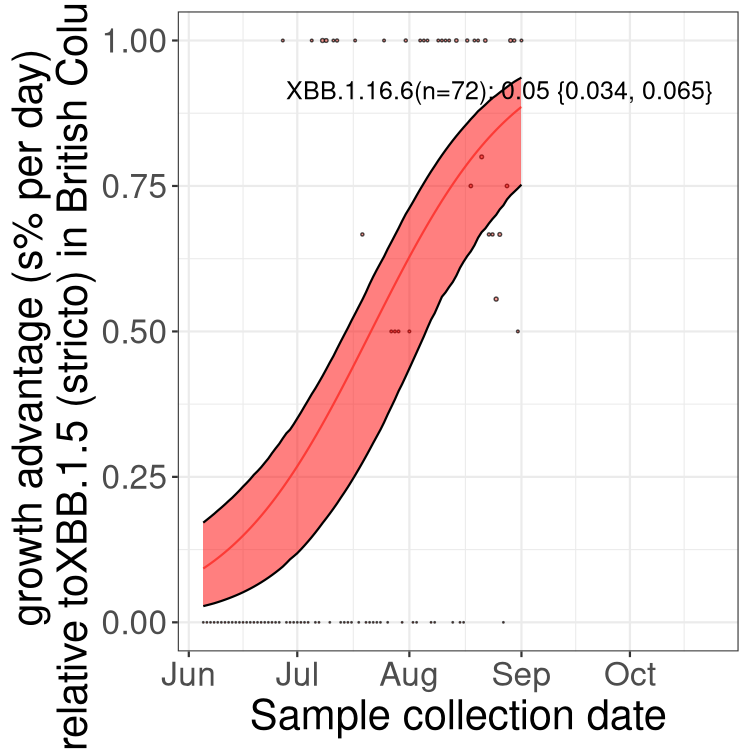 growth advantage (s% per day)
relative toXBB.1.5 (stricto) in British Colu
1.00
0.75
0.50
0.25
0.00
XBB.1.16.6(n=72): 0.05 {0.034, 0.065}
Jun Jul Aug Sep Oct
Sample collection date